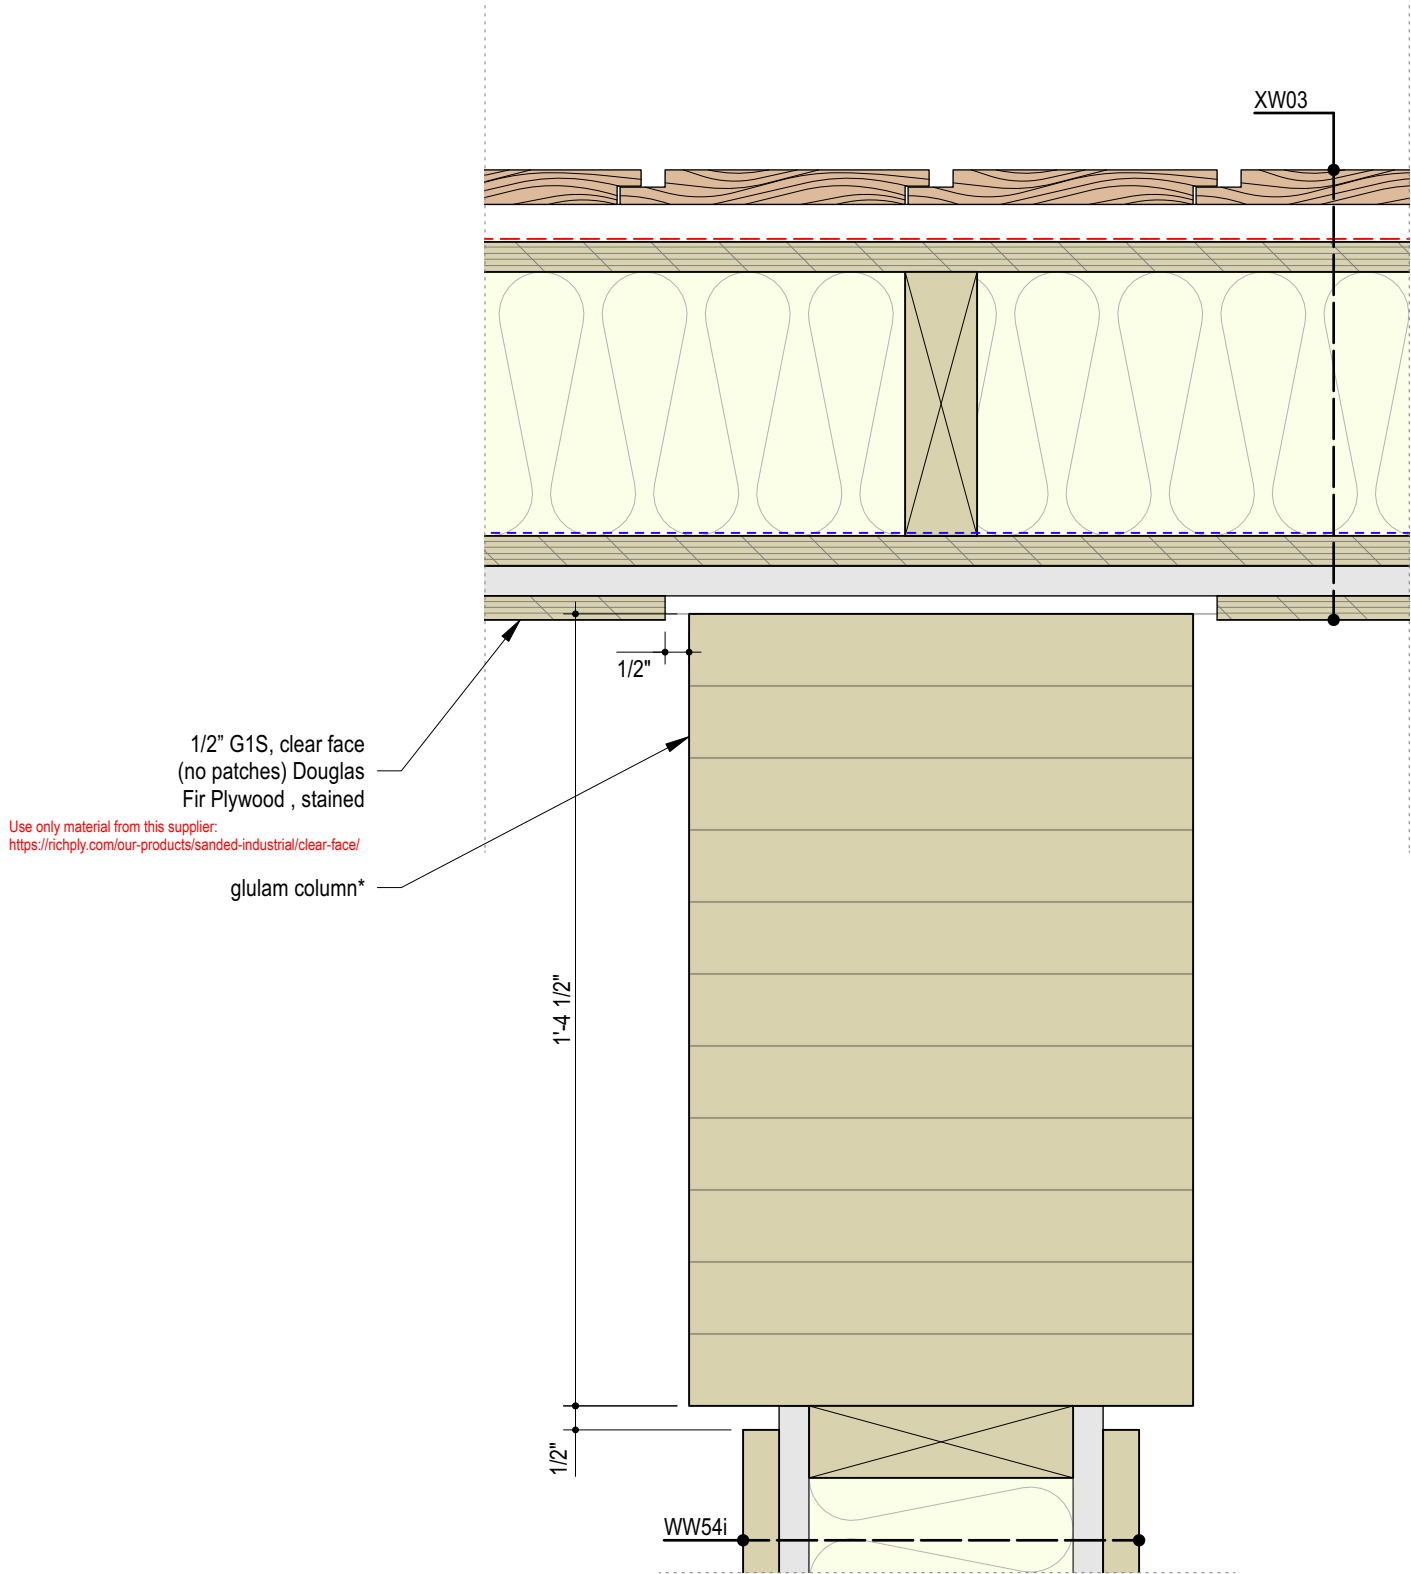 XW03
1/2"
1/2” G1S, clear face
(no patches) Douglas
Fir Plywood , stained
Use only material from this supplier:
https://richply.com/our-products/sanded-industrial/clear-face/
glulam column*
1'-4 1/2"
1/2"
WW54i